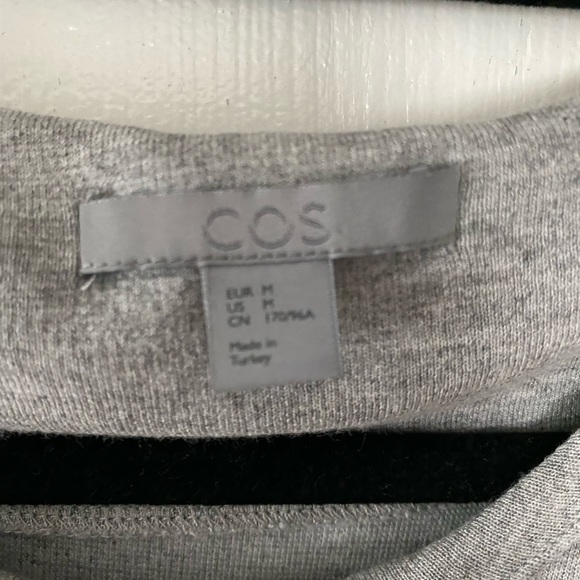 COS
EUR M
US M
CN 170/96A
Made in
Turkey